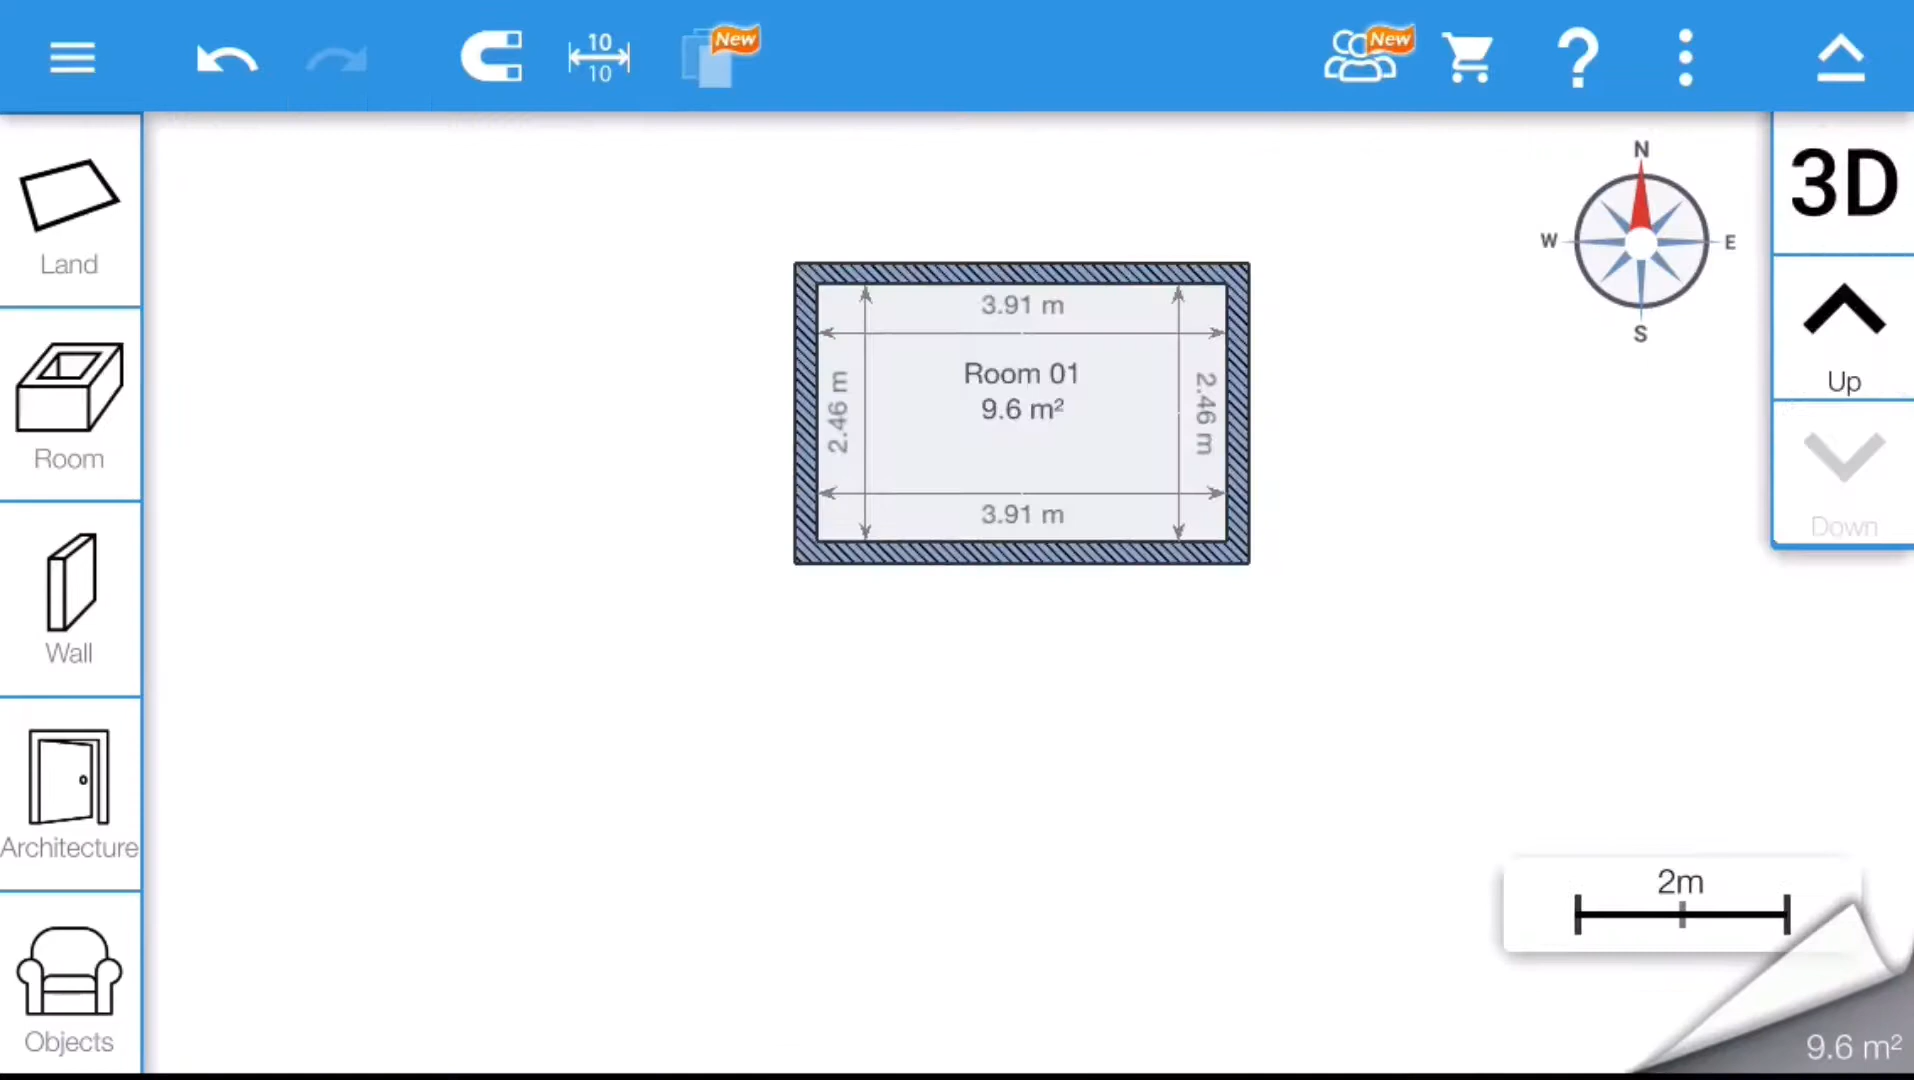 10
10
New
New
?
Land
Room
Wall
Architecture
Objects
3.91 m
2.46 m
Room 01
9.6 m²
2.46 m
3.91 m
N
W
E
S
3D
Up
Down
2m
9.6 m²